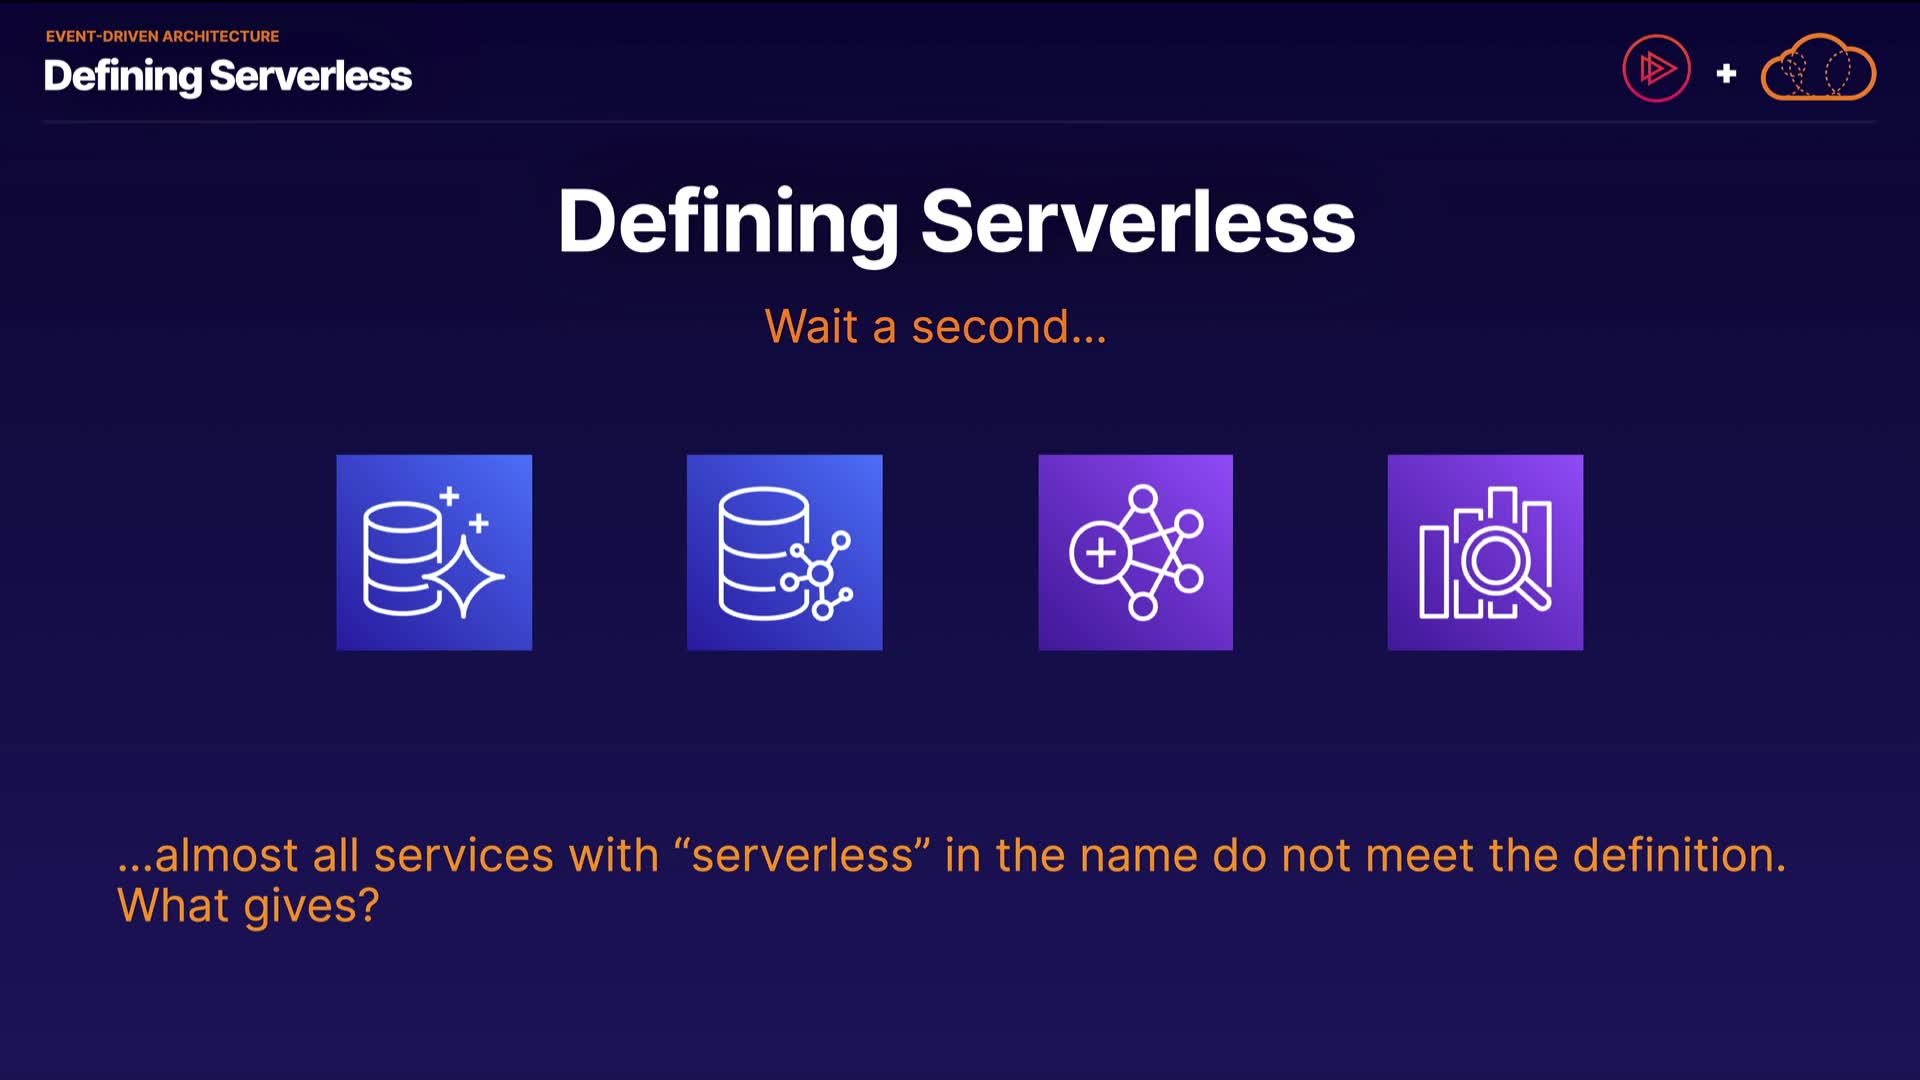 EVENT-DRIVEN ARCHITECTURE
Defining Serverless
Defining Serverless
Wait a second...
...almost all services with “serverless” in the name do not meet the definition.
What gives?